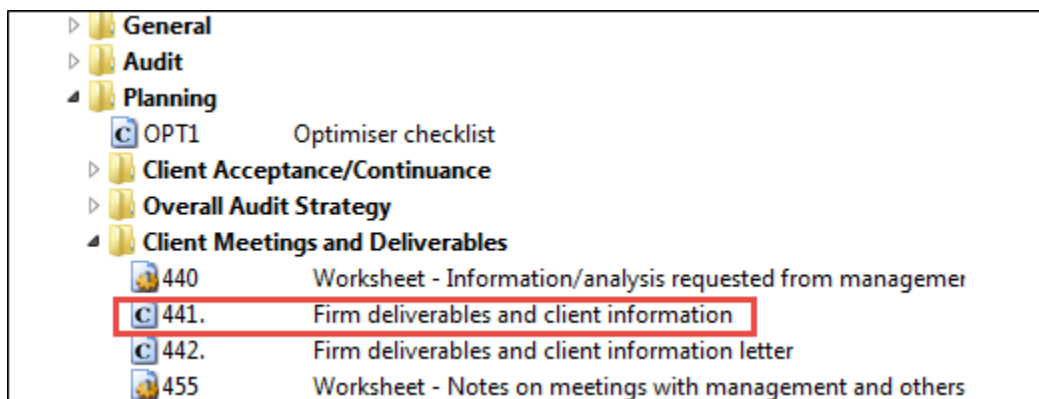 General
Audit
Planning
C OPT1 Optimiser checklist
Client Acceptance/Continuance
Overall Audit Strategy
Client Meetings and Deliverables
440 Worksheet - Information/analysis requested from managemer
C 441. Firm deliverables and client information
C 442. Firm deliverables and client information letter
455 Worksheet - Notes on meetings with management and others